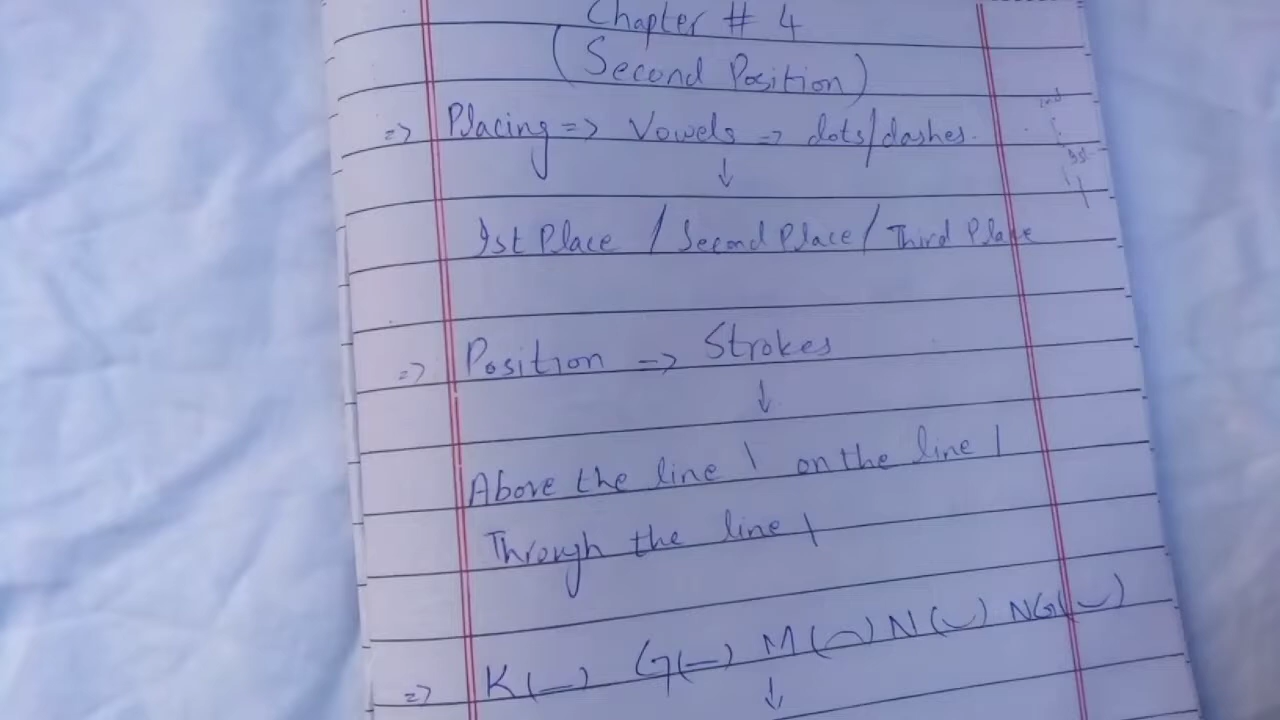 Chapter # 4
(Second Position)
=> Placing => Vowels => dots/dashes.
↓
1st Place / Second Place / Third Place
=> Position => Strokes
↓
Above the line \ on the line \
Through the line \
=> K(—) G(—) M(⌒) N(⌣) NG(⌣)
↓